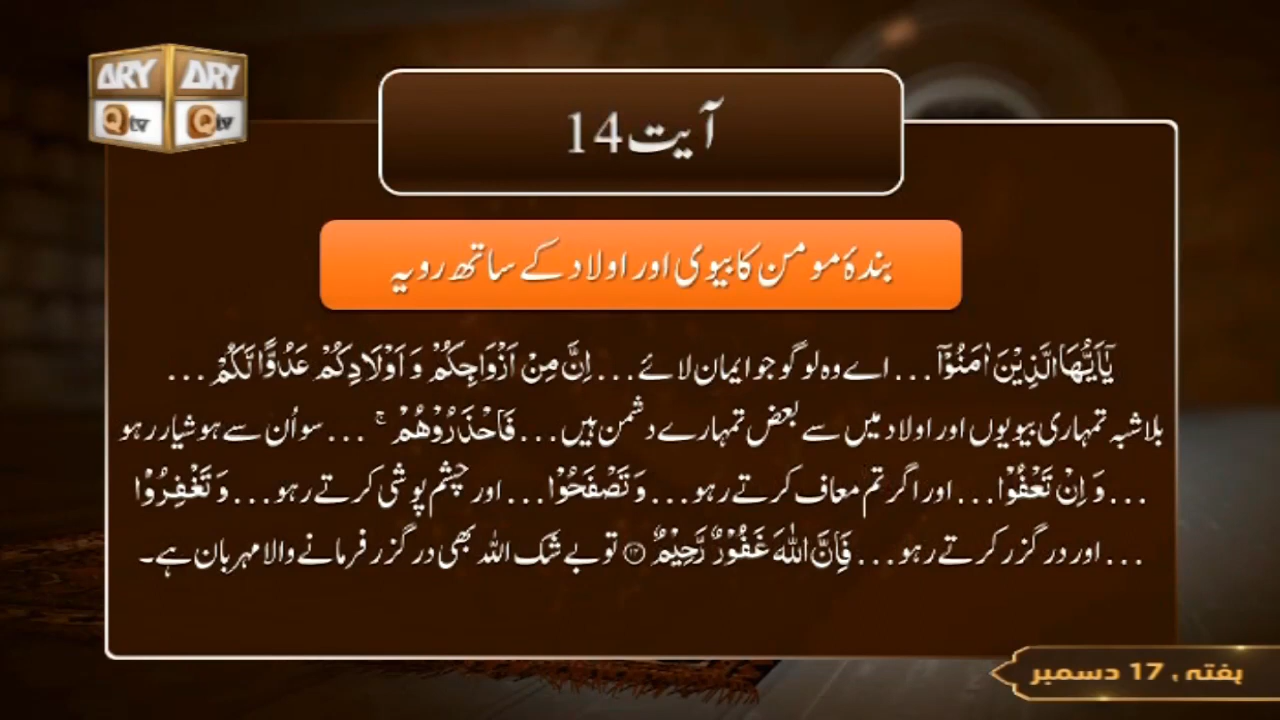 ARY ARY
Qtv Qtv
آیت 14
بندۂ مومن کا بیوی اور اولاد کے ساتھ رویہ
یٰۤاَیُّهَا الَّذِیْنَ اٰمَنُوْۤا ... اے وہ لوگو جو ایمان لائے ... اِنَّ مِنْ اَزْوَاجِكُمْ وَ اَوْلَادِكُمْ عَدُوًّا لَّكُمْ ...
بلاشبہ تمہاری بیویوں اور اولاد میں سے بعض تمہارے دشمن ہیں ... فَاحْذَرُوْهُمْ ۚ ... سو اُن سے ہوشیار رہو
... وَ اِنْ تَعْفُوْا ... اور اگر تم معاف کرتے رہو ... وَ تَصْفَحُوْا ... اور چشم پوشی کرتے رہو ... وَ تَغْفِرُوْا
... اور درگزر کرتے رہو ... فَاِنَّ اللّٰهَ غَفُوْرٌ رَّحِیْمٌ ۝۱۴ تو بے شک اللہ بھی درگزر فرمانے والا مہربان ہے۔
ہفتہ , 17 دسمبر